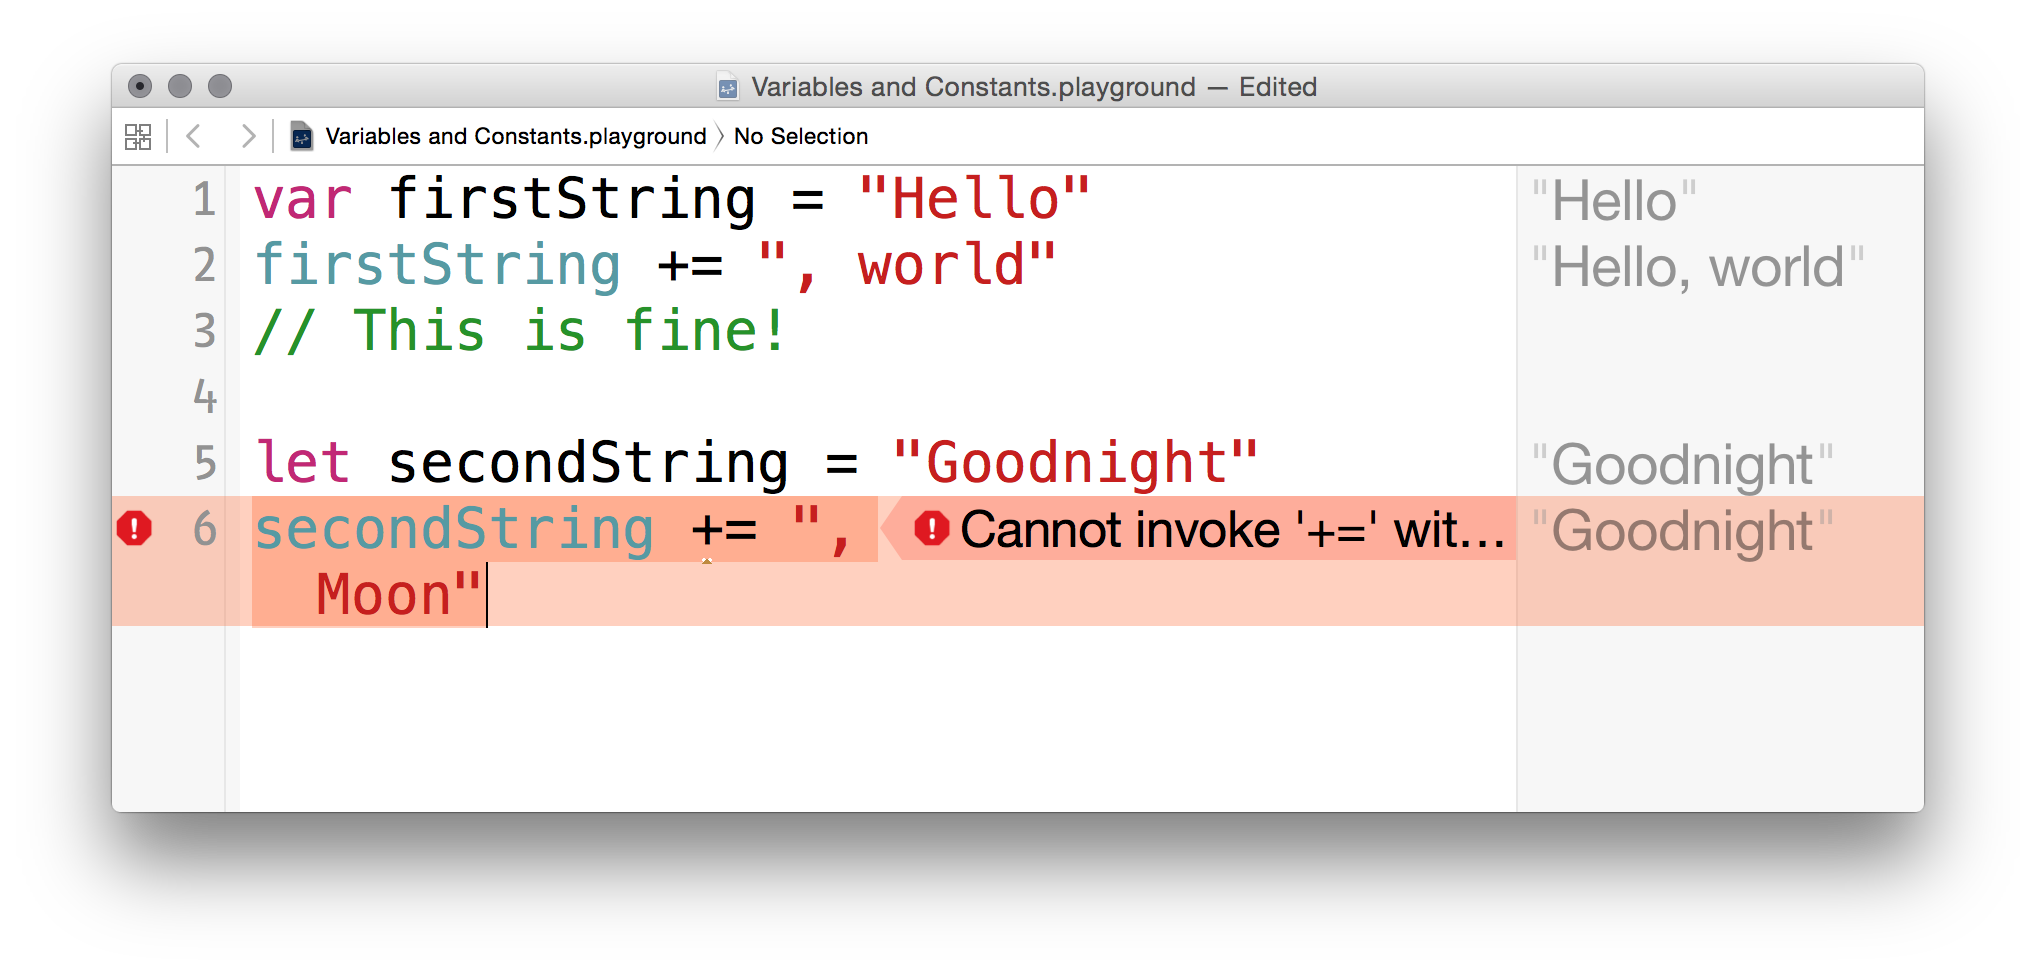 Variables and Constants.playground — Edited
Variables and Constants.playground 〉 No Selection
1 var firstString = "Hello" "Hello"
2 firstString += ", world" "Hello, world"
3 // This is fine!
4
5 let secondString = "Goodnight" "Goodnight"
6 secondString += ", Cannot invoke '+=' wit... "Goodnight"
Moon"